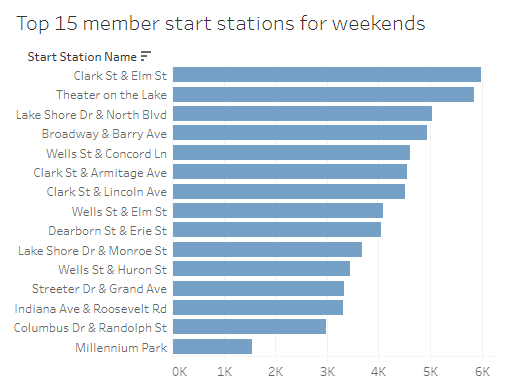 Top 15 member start stations for weekends
Start Station Name
Clark St & Elm St
Theater on the Lake
Lake Shore Dr & North Blvd
Broadway & Barry Ave
Wells St & Concord Ln
Clark St & Armitage Ave
Clark St & Lincoln Ave
Wells St & Elm St
Dearborn St & Erie St
Lake Shore Dr & Monroe St
Wells St & Huron St
Streeter Dr & Grand Ave
Indiana Ave & Roosevelt Rd
Columbus Dr & Randolph St
Millennium Park
0K 1K 2K 3K 4K 5K 6K